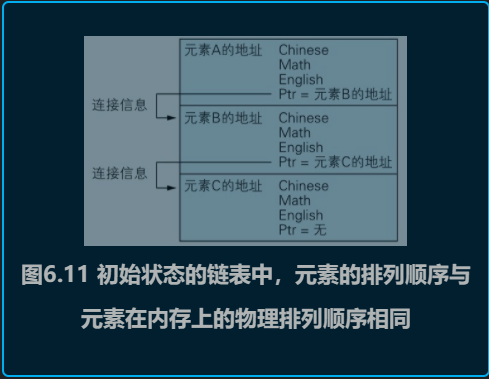 元素A的地址 Chinese
Math
English
Ptr = 元素B的地址
连接信息
元素B的地址 Chinese
Math
English
Ptr = 元素C的地址
连接信息
元素C的地址 Chinese
Math
English
Ptr = 无
图6.11 初始状态的链表中，元素的排列顺序与
元素在内存上的物理排列顺序相同